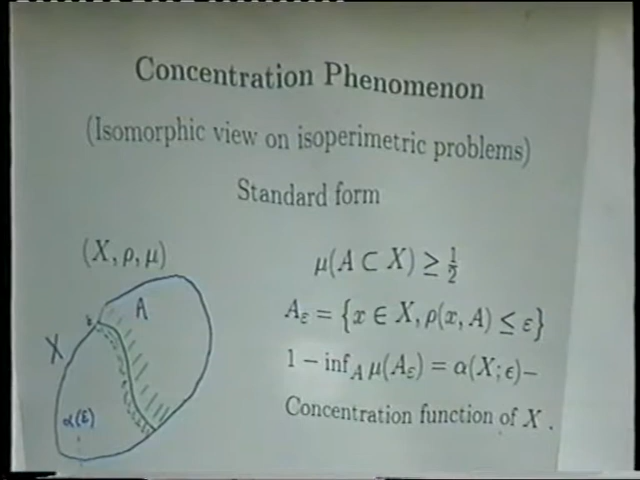 Concentration Phenomenon
(Isomorphic view on isoperimetric problems)
Standard form
(X, ρ, μ)
μ(A ⊂ X) ≥ 1/2
A
A_ε = {x ∈ X, ρ(x, A) ≤ ε}
ε
X
1 − inf_A μ(A_ε) = α(X; ϵ)−
α(ε)
Concentration function of X .